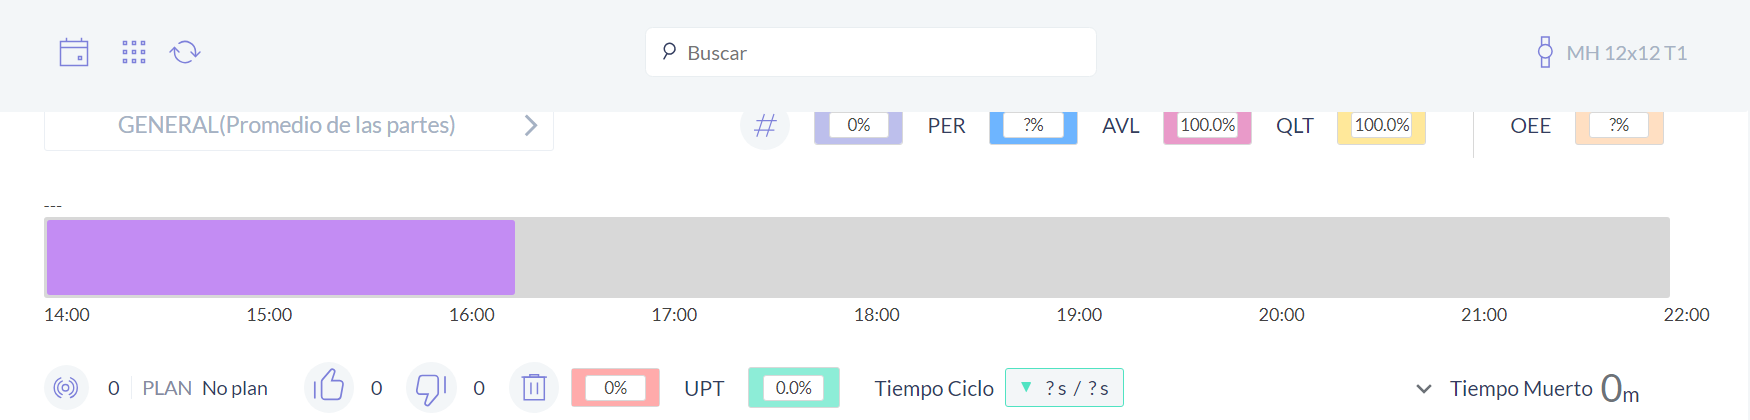 Buscar
MH 12x12 T1
GENERAL(Promedio de las partes)
# 0% PER ?% AVL 100.0% QLT 100.0% OEE ?%
---
14:00 15:00 16:00 17:00 18:00 19:00 20:00 21:00 22:00
0 PLAN No plan 0 0 0% UPT 0.0% Tiempo Ciclo ▼ ? s / ? s Tiempo Muerto 0m